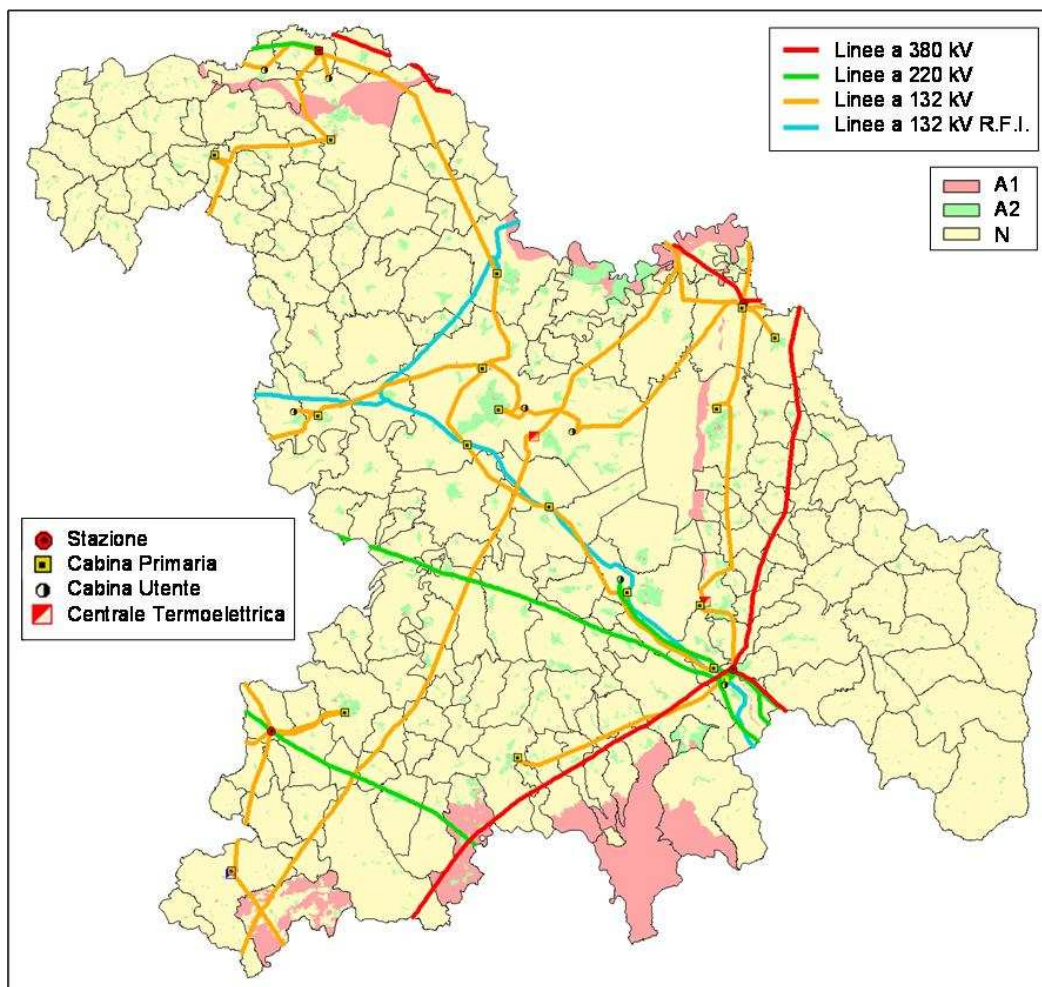 Linee a 380 kV
Linee a 220 kV
Linee a 132 kV
Linee a 132 kV R.F.I.
A1
A2
N
Stazione
Cabina Primaria
Cabina Utente
Centrale Termoelettrica